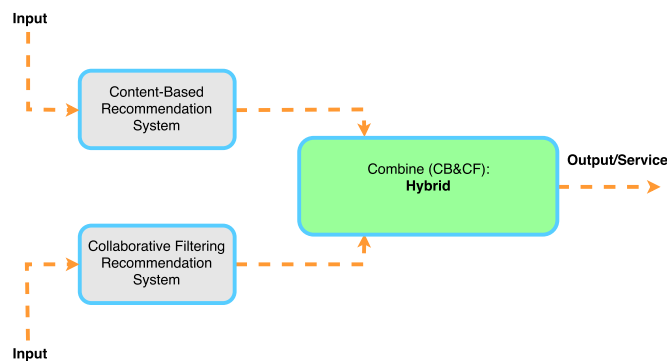 Input
Content-Based
Recommendation
System
Combine (CB&CF):
Hybrid
Output/Service
Collaborative Filtering
Recommendation
System
Input